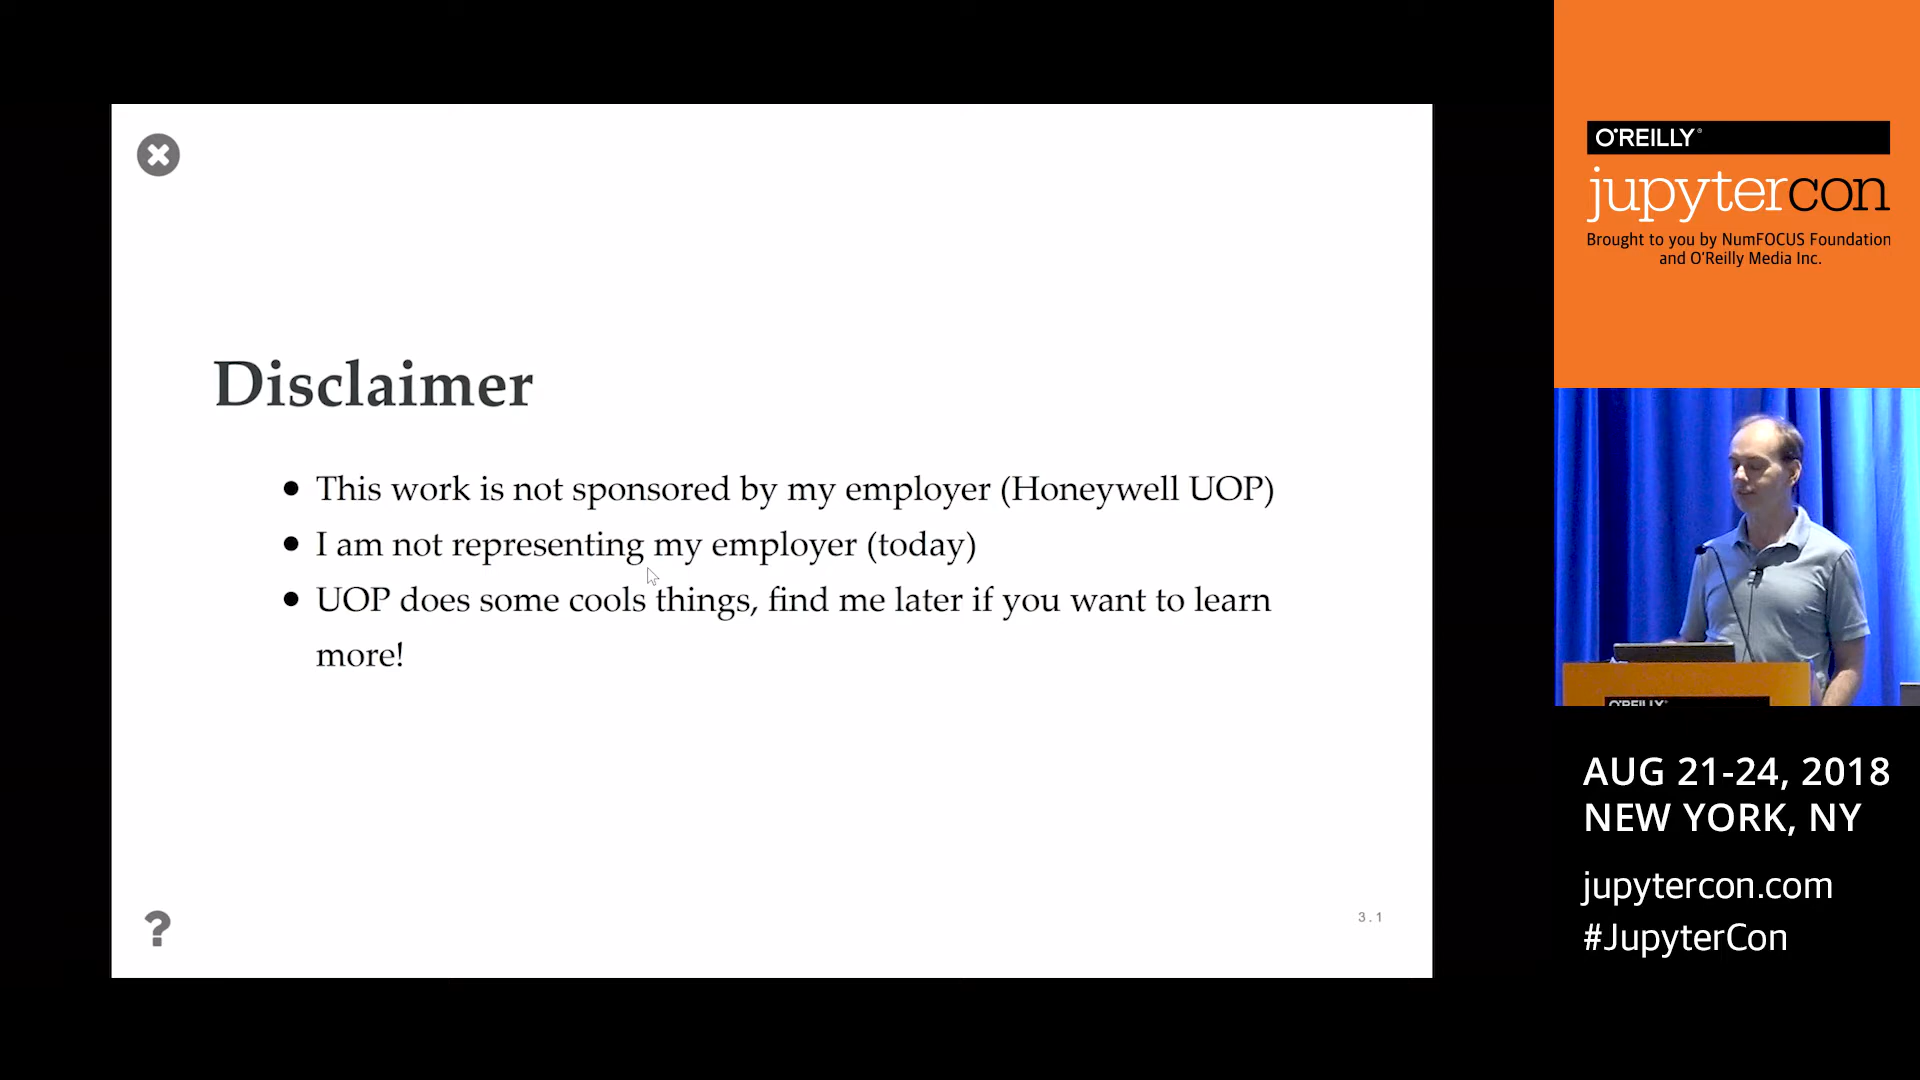 Disclaimer
• This work is not sponsored by my employer (Honeywell UOP)
• I am not representing my employer (today)
• UOP does some cools things, find me later if you want to learn
more!
?
3.1
O'REILLY®
jupytercon
Brought to you by NumFOCUS Foundation
and O'Reilly Media Inc.
O'REILLY®
AUG 21-24, 2018
NEW YORK, NY
jupytercon.com
#JupyterCon